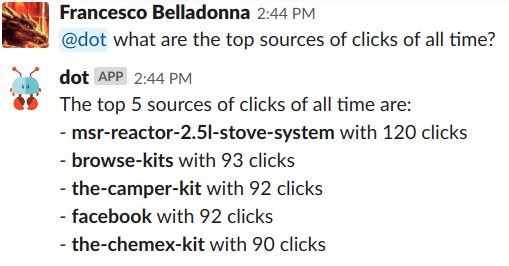 Francesco Belladonna 2:44 PM
@dot what are the top sources of clicks of all time?
dot APP 2:44 PM
The top 5 sources of clicks of all time are:
- msr-reactor-2.5l-stove-system with 120 clicks
- browse-kits with 93 clicks
- the-camper-kit with 92 clicks
- facebook with 92 clicks
- the-chemex-kit with 90 clicks